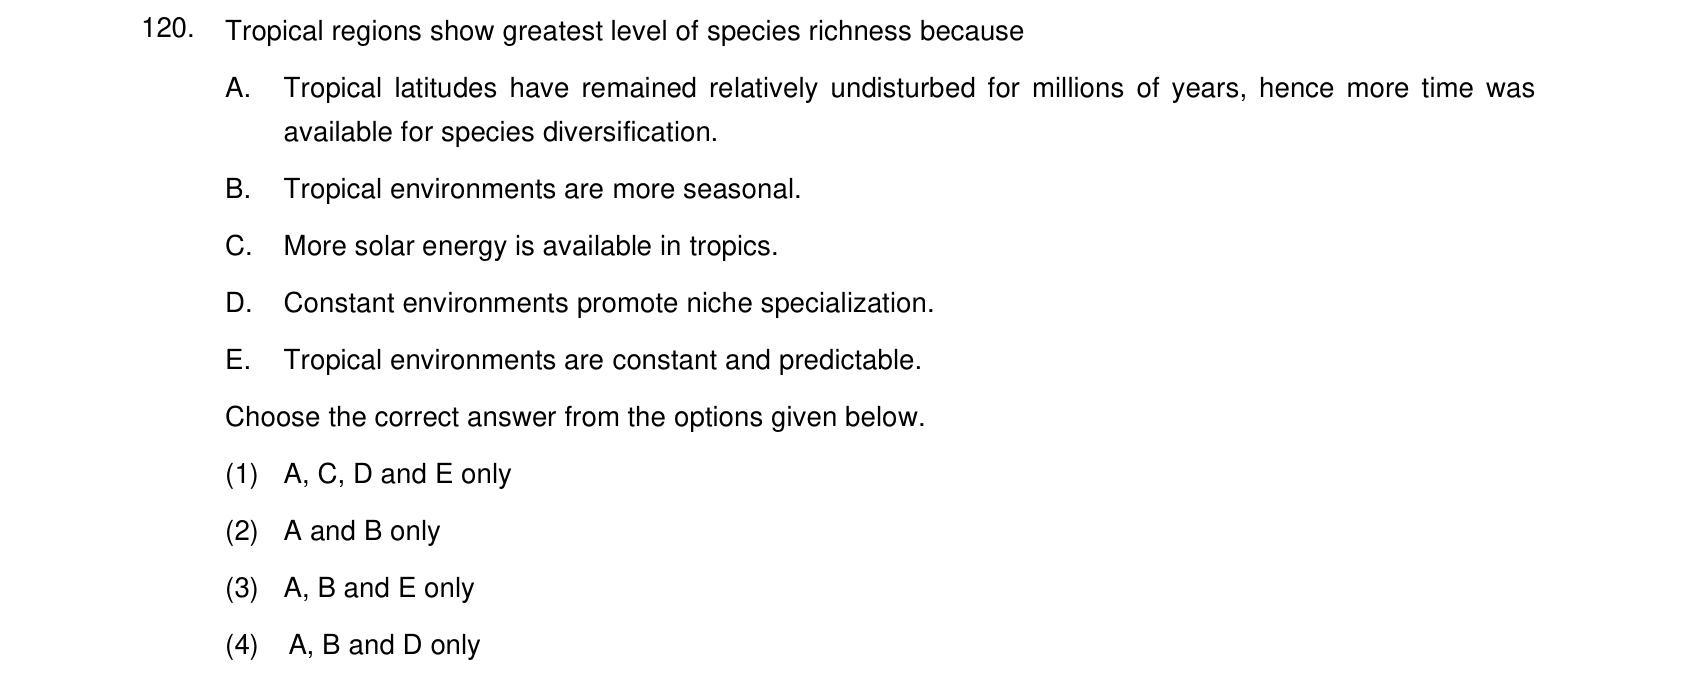 120. Tropical regions show greatest level of species richness because
A. Tropical latitudes have remained relatively undisturbed for millions of years, hence more time was
available for species diversification.
B. Tropical environments are more seasonal.
C. More solar energy is available in tropics.
D. Constant environments promote niche specialization.
E. Tropical environments are constant and predictable.
Choose the correct answer from the options given below.
(1) A, C, D and E only
(2) A and B only
(3) A, B and E only
(4) A, B and D only